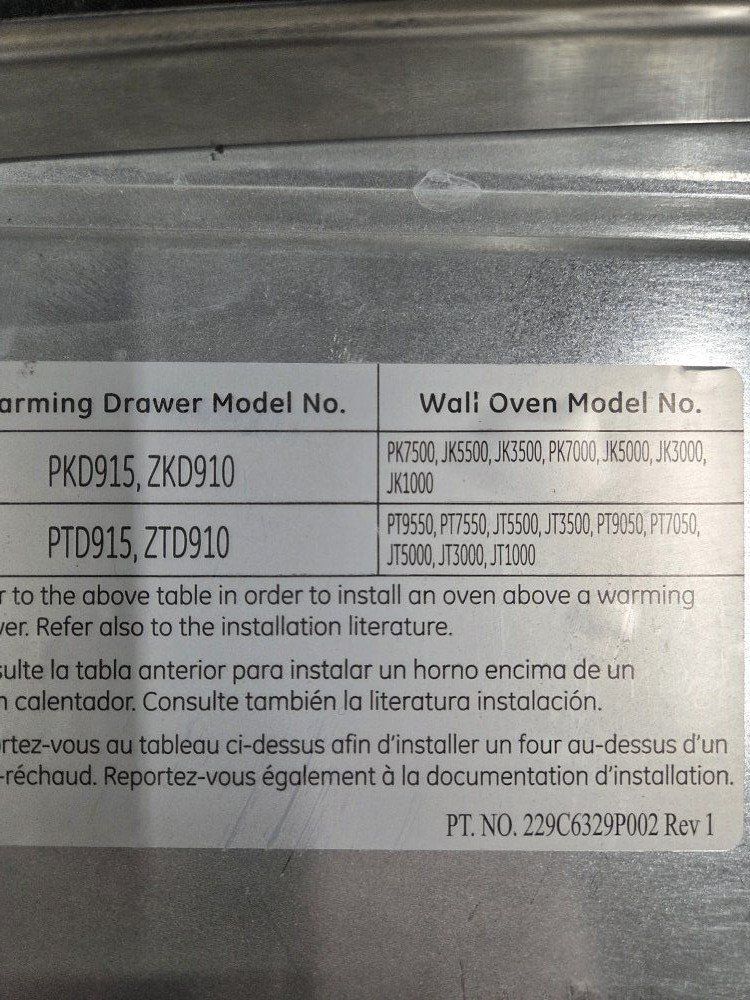 arming Drawer Model No.
Wall Oven Model No.
PKD915, ZKD910
PK7500, JK5500, JK3500, PK7000, JK5000, JK3000,
JK1000
PTD915, ZTD910
PT9550, PT7550, JT5500, JT3500, PT9050, PT7050,
JT5000, JT3000, JT1000
r to the above table in order to install an oven above a warming
ver. Refer also to the installation literature.
sulte la tabla anterior para instalar un horno encima de un
n calentador. Consulte también la literatura instalación.
rtez-vous au tableau ci-dessus afin d'installer un four au-dessus d'un
-réchaud. Reportez-vous également à la documentation d'installation.
PT. NO. 229C6329P002 Rev 1